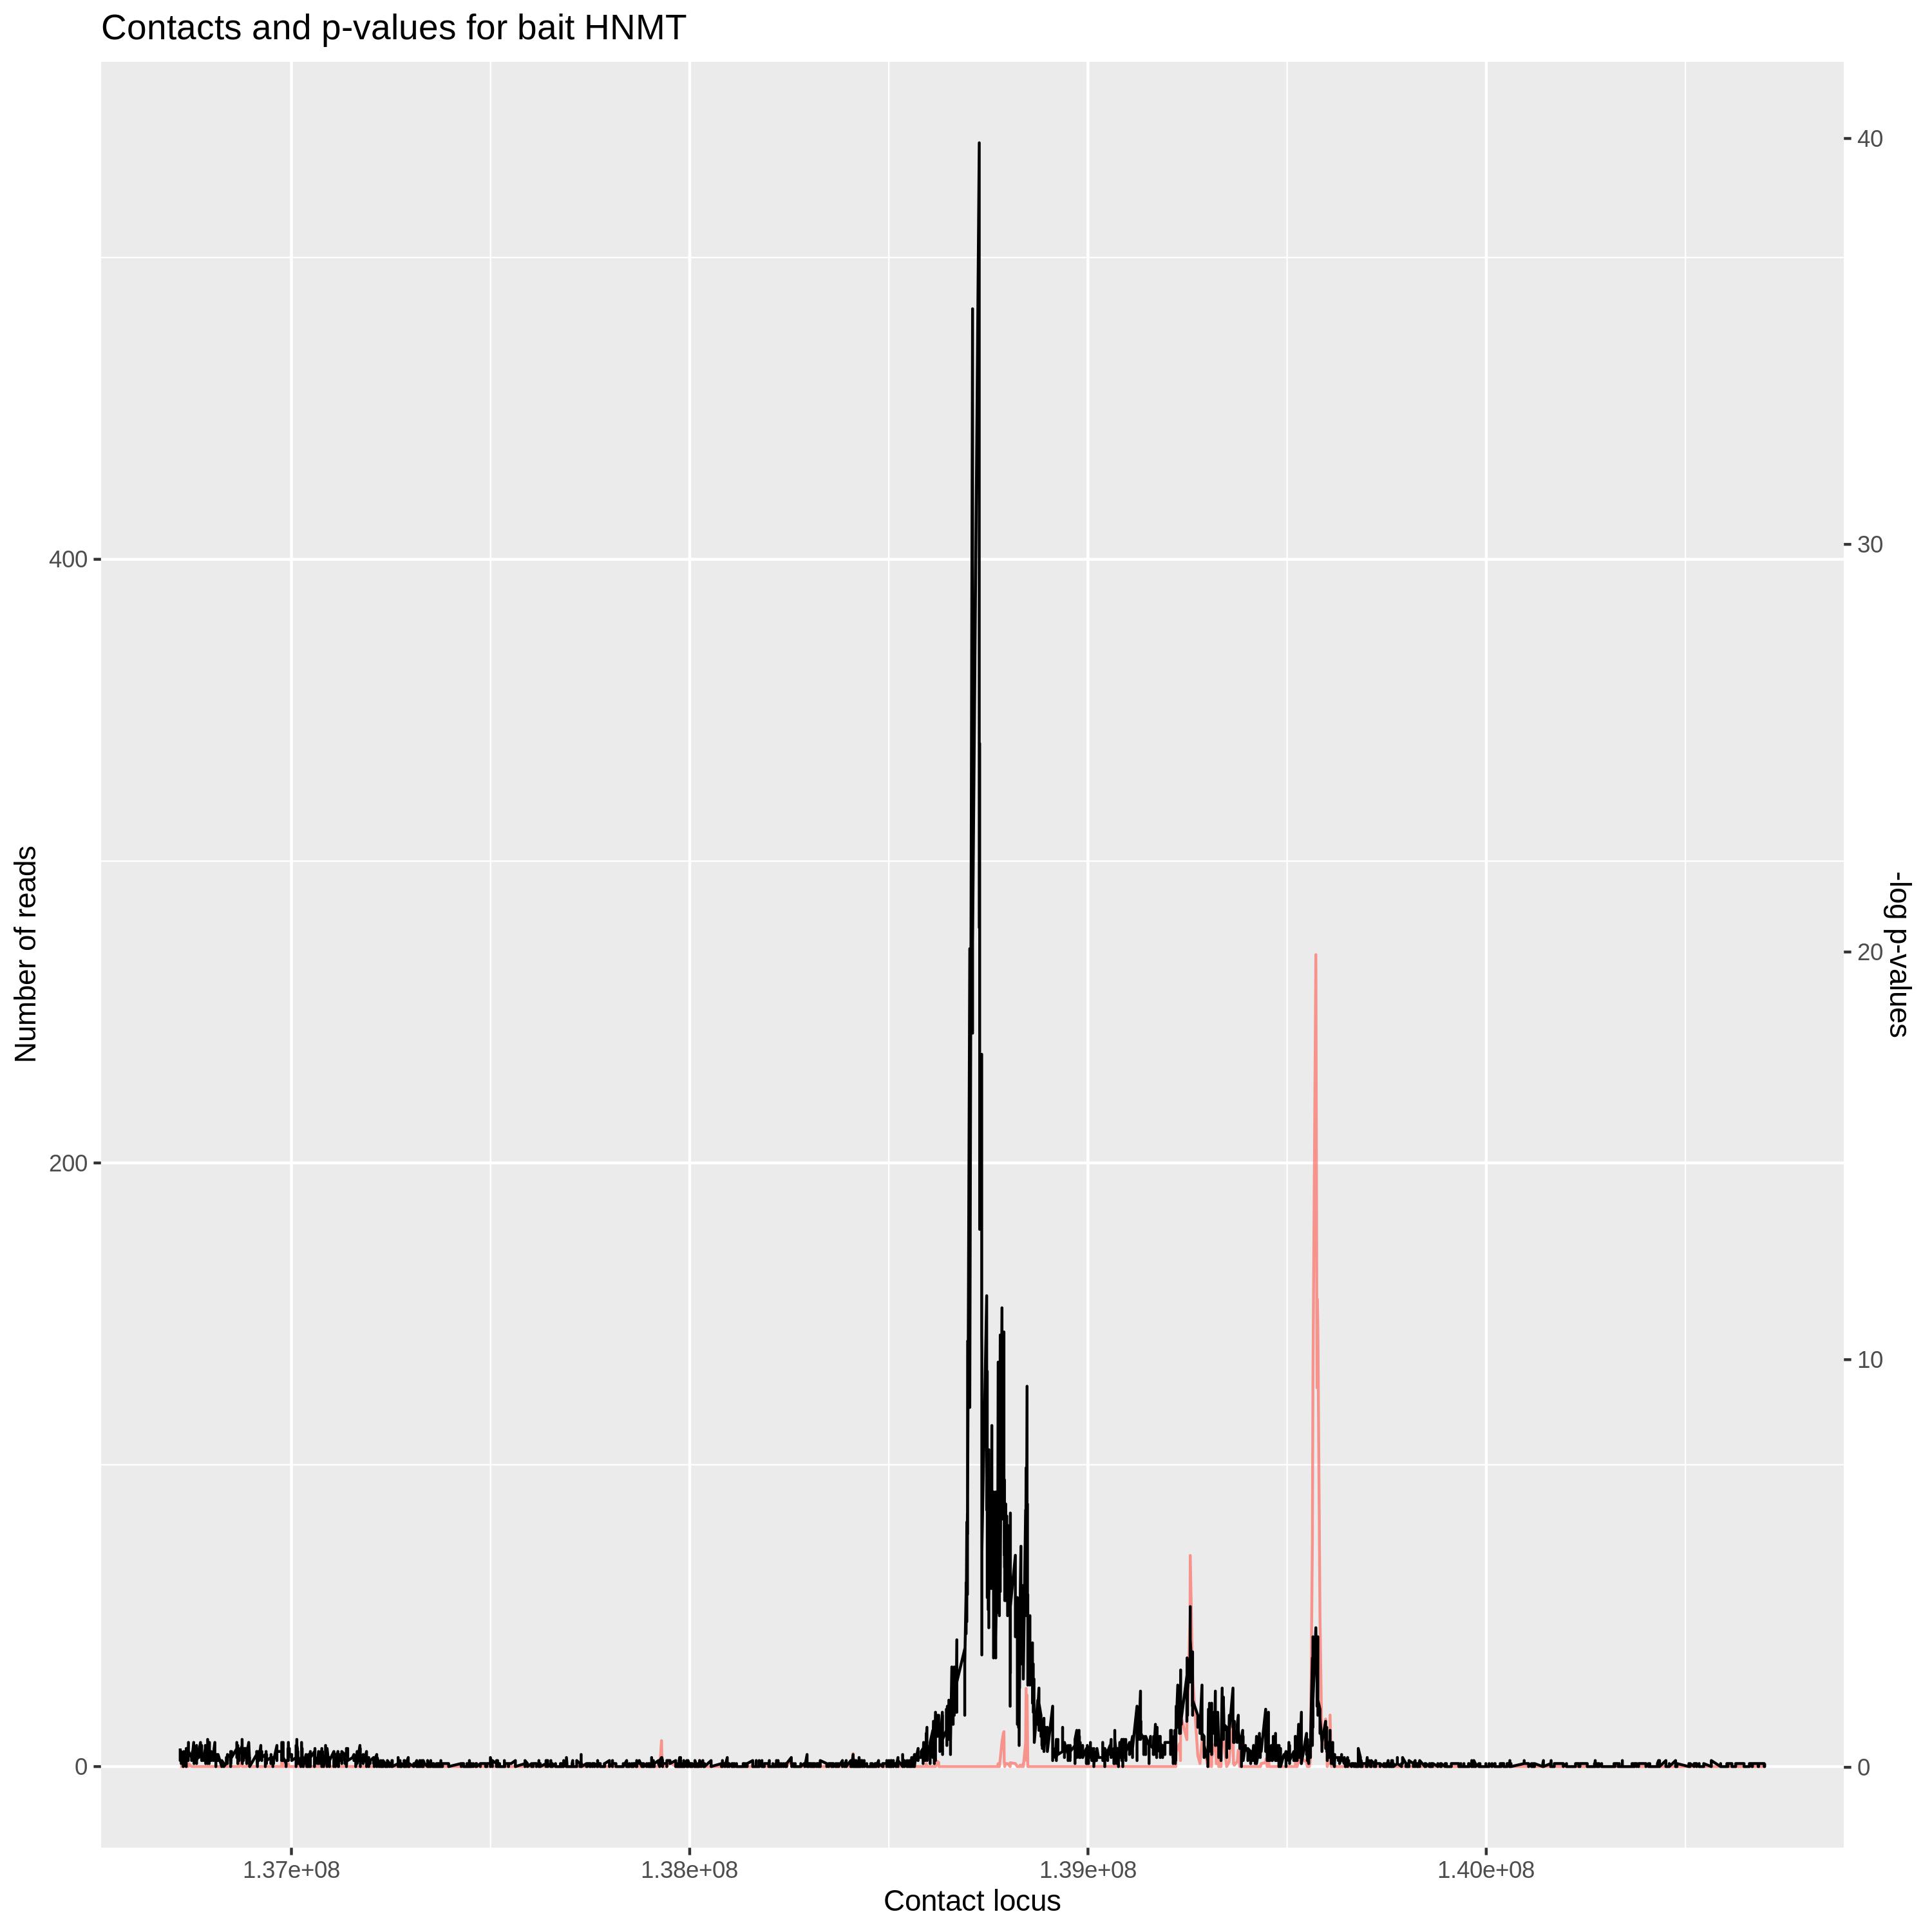 Contacts and p-values for bait HNMT
Number of reads
400
200
0
40
30
20
10
0
-log p-values
1.37e+08
1.38e+08
1.39e+08
1.40e+08
Contact locus